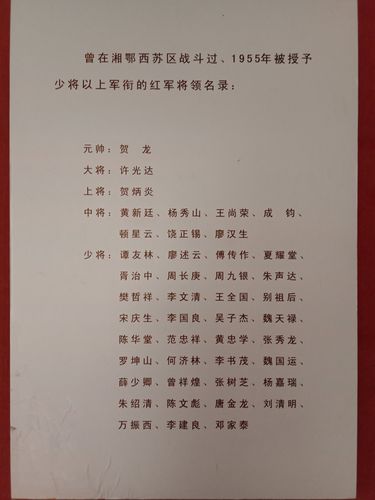 曾在湘鄂西苏区战斗过、1955年被授予
少将以上军衔的红军将领名录：
元帅：贺　龙
大将：许光达
上将：贺炳炎
中将：黄新廷、杨秀山、王尚荣、成　钧、
顿星云、饶正锡、廖汉生
少将：谭友林、廖述云、傅传作、夏耀堂、
胥治中、周长庚、周九银、朱声达、
樊哲祥、李文清、王全国、别祖后、
宋庆生、李国良、吴子杰、魏天禄、
陈华堂、范忠祥、黄忠学、张秀龙、
罗坤山、何济林、李书茂、魏国运、
薛少卿、曾祥煌、张树芝、杨嘉瑞、
朱绍清、陈文彪、唐金龙、刘清明、
万振西、李建良、邓家泰